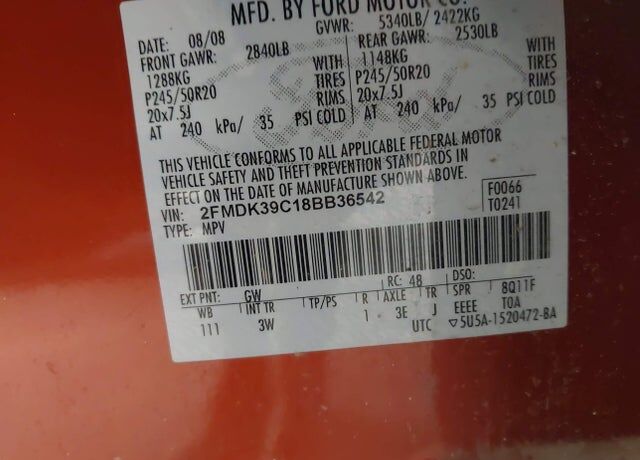 MFD. BY FORD MOTOR CO.
DATE: 08/08 GVWR: 5340LB/ 2422KG
FRONT GAWR: 2840LB REAR GAWR: 2530LB
1288KG WITH 1148KG WITH
P245/50R20 TIRES P245/50R20 TIRES
20x7.5J RIMS 20x7.5J RIMS
AT 240 kPa/ 35 PSI COLD AT 240 kPa/ 35 PSI COLD
Ford
THIS VEHICLE CONFORMS TO ALL APPLICABLE FEDERAL MOTOR
VEHICLE SAFETY AND THEFT PREVENTION STANDARDS IN
EFFECT ON THE DATE OF MANUFACTURE SHOWN ABOVE.
VIN: 2FMDK39C18BB36542 F0066
TYPE: MPV T0241
EXT PNT: GW RC: 48 DSO:
WB INT TR TP/PS R AXLE TR SPR 8Q11F
111 3W 1 3E J EEEE T0A
UTC ▽5U5A-1520472-BA